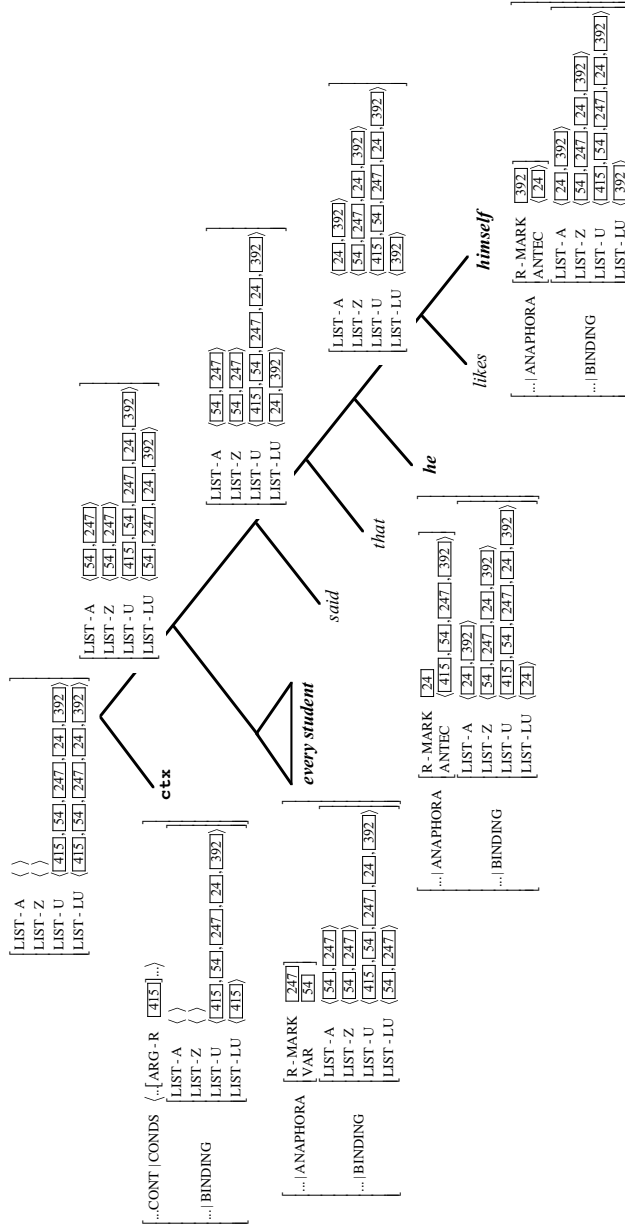 LIST-A ⟨⟩
LIST-Z ⟨⟩
LIST-U ⟨415, 54, 247, 24, 392⟩
LIST-LU ⟨415, 54, 247, 24, 392⟩
ctx
...CONT|CONDS ⟨...[ARG-R 415]...⟩
...|BINDING
LIST-A ⟨⟩
LIST-Z ⟨⟩
LIST-U ⟨415, 54, 247, 24, 392⟩
LIST-LU ⟨415⟩
LIST-A ⟨54, 247⟩
LIST-Z ⟨54, 247⟩
LIST-U ⟨415, 54, 247, 24, 392⟩
LIST-LU ⟨54, 247, 24, 392⟩
every student
...|ANAPHORA
R-MARK 247
VAR 54
...|BINDING
LIST-A ⟨54, 247⟩
LIST-Z ⟨54, 247⟩
LIST-U ⟨415, 54, 247, 24, 392⟩
LIST-LU ⟨54, 247⟩
said
LIST-A ⟨54, 247⟩
LIST-Z ⟨54, 247⟩
LIST-U ⟨415, 54, 247, 24, 392⟩
LIST-LU ⟨24, 392⟩
that
he
...|ANAPHORA
R-MARK 24
ANTEC ⟨415, 54, 247, 392⟩
...|BINDING
LIST-A ⟨24, 392⟩
LIST-Z ⟨54, 247, 24, 392⟩
LIST-U ⟨415, 54, 247, 24, 392⟩
LIST-LU ⟨24⟩
LIST-A ⟨24, 392⟩
LIST-Z ⟨54, 247, 24, 392⟩
LIST-U ⟨415, 54, 247, 24, 392⟩
LIST-LU ⟨392⟩
likes
himself
...|ANAPHORA
R-MARK 392
ANTEC ⟨24⟩
...|BINDING
LIST-A ⟨24, 392⟩
LIST-Z ⟨54, 247, 24, 392⟩
LIST-U ⟨415, 54, 247, 24, 392⟩
LIST-LU ⟨392⟩